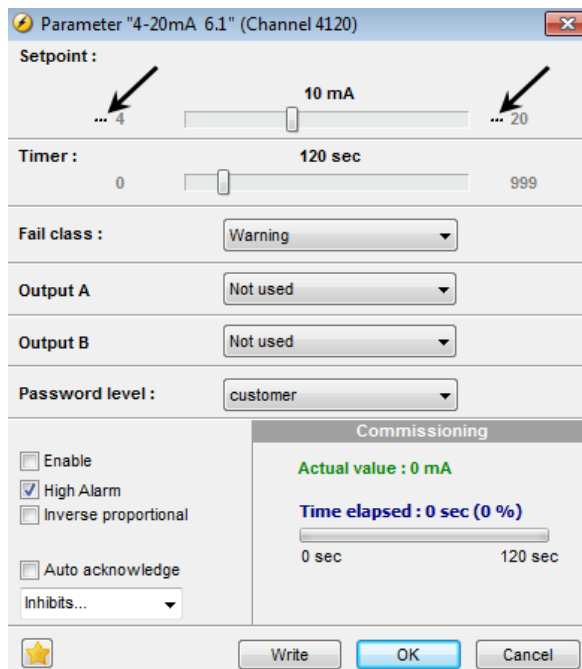 Parameter "4-20mA 6.1" (Channel 4120)
Setpoint :
10 mA
... 4
... 20
Timer :
120 sec
0
999
Fail class :
Warning
Output A
Not used
Output B
Not used
Password level :
customer
Commissioning
Enable
High Alarm
Inverse proportional
Auto acknowledge
Inhibits...
Actual value : 0 mA
Time elapsed : 0 sec (0 %)
0 sec
120 sec
Write
OK
Cancel